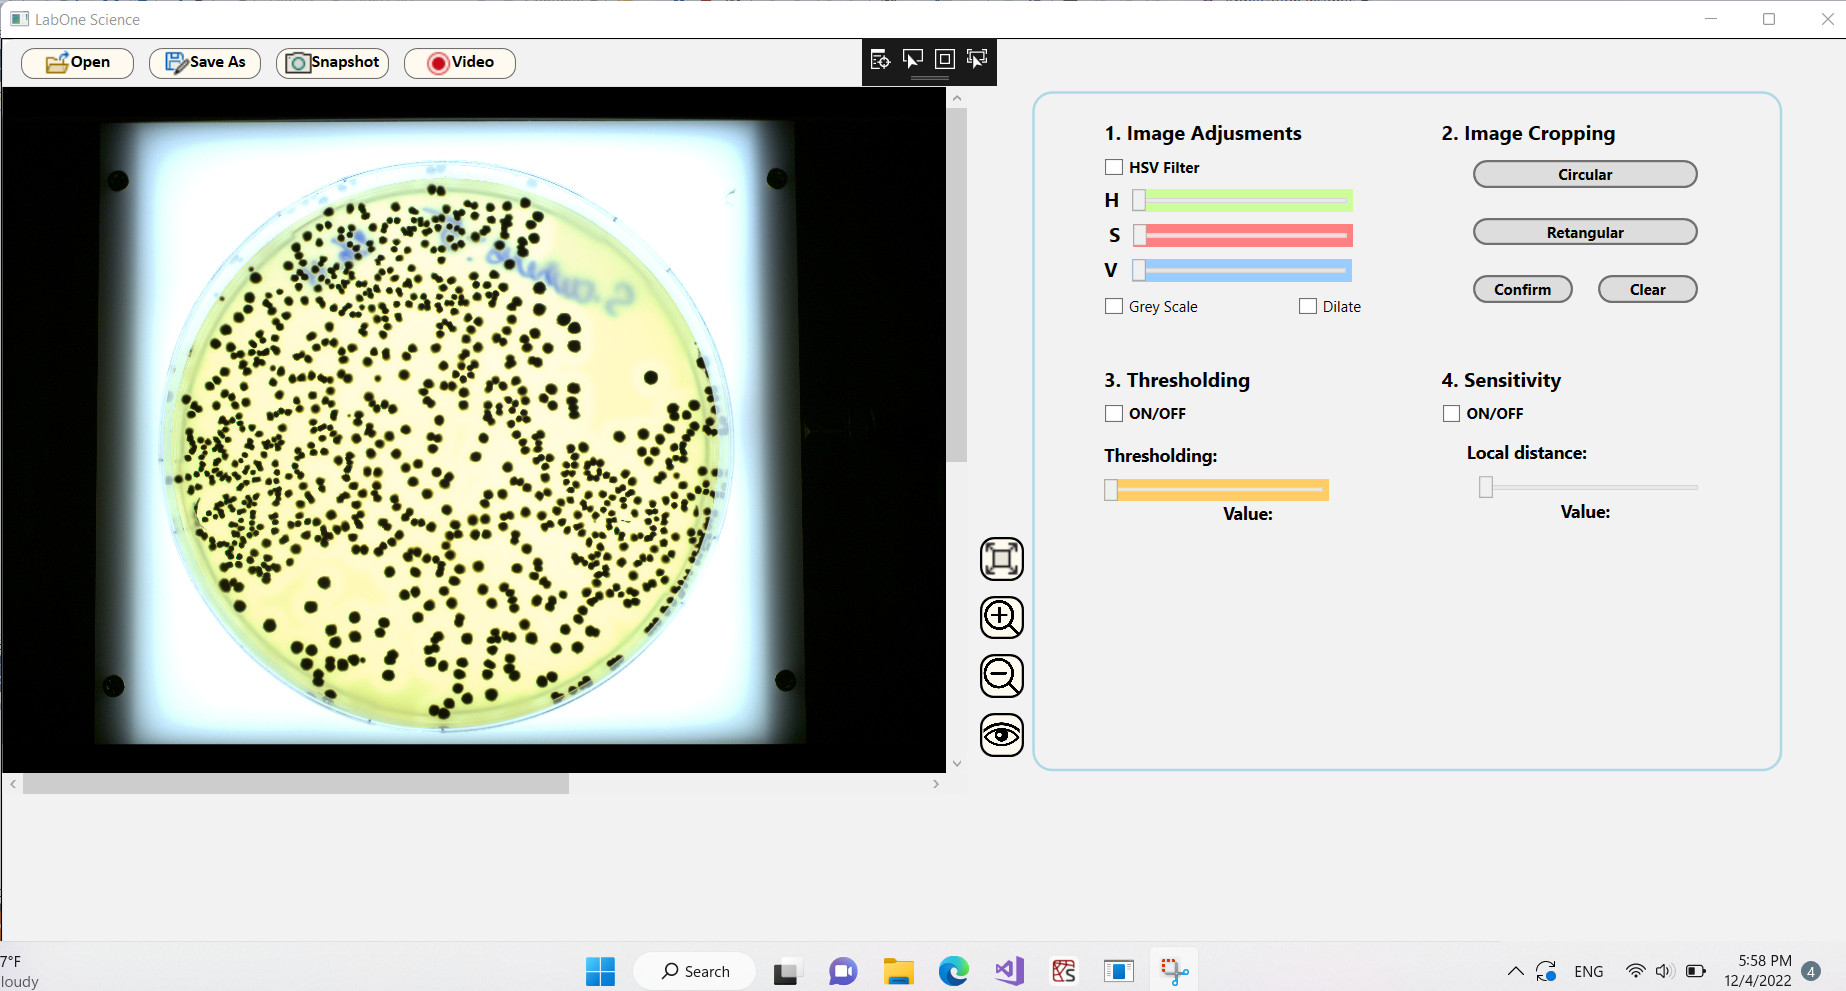 LabOne Science
Open
Save As
Snapshot
Video
1. Image Adjusments
HSV Filter
H
S
V
Grey Scale
Dilate
2. Image Cropping
Circular
Retangular
Confirm
Clear
3. Thresholding
ON/OFF
Thresholding:
Value:
4. Sensitivity
ON/OFF
Local distance:
Value:
7°F
loudy
Search
ENG
5:58 PM
12/4/2022
4